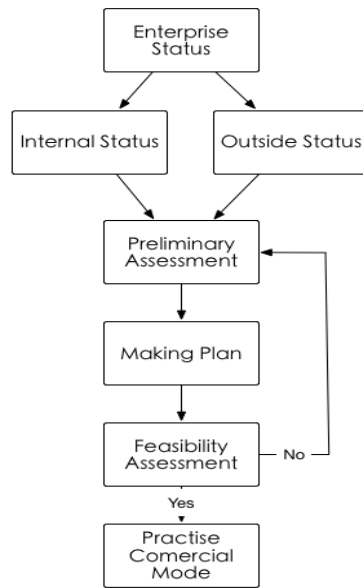 Enterprise
Status
Internal Status
Outside Status
Preliminary
Assessment
Making Plan
Feasibility
Assessment
No
Yes
Practise
Comercial
Mode